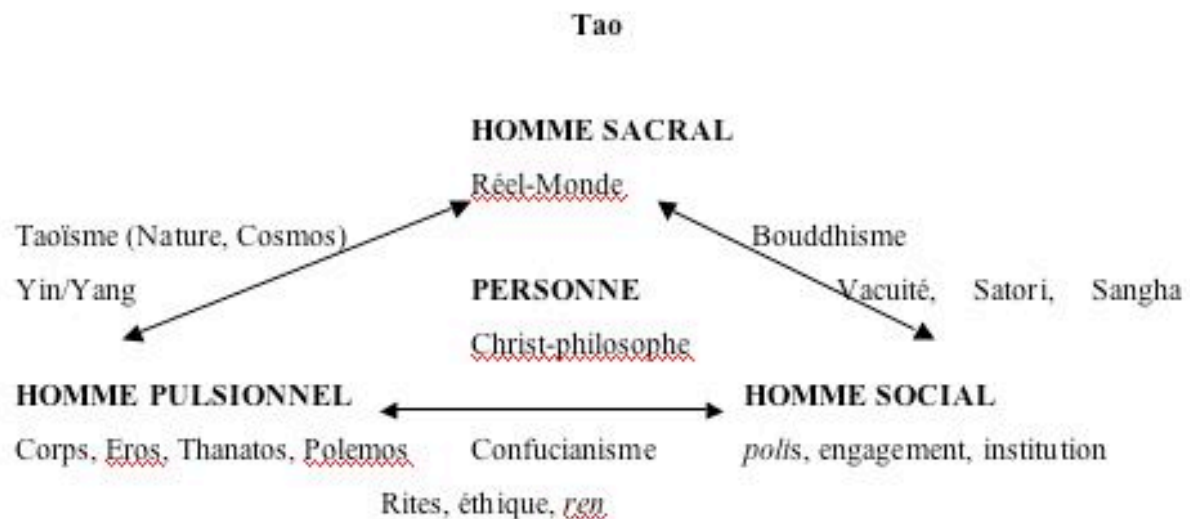 Tao
HOMME SACRAL
Réel-Monde
Taoïsme (Nature, Cosmos)
Bouddhisme
Yin/Yang
PERSONNE
Vacuité, Satori, Sangha
Christ-philosophe
HOMME PULSIONNEL
HOMME SOCIAL
Corps, Eros, Thanatos, Polemos
Confucianisme
polis, engagement, institution
Rites, éthique, ren